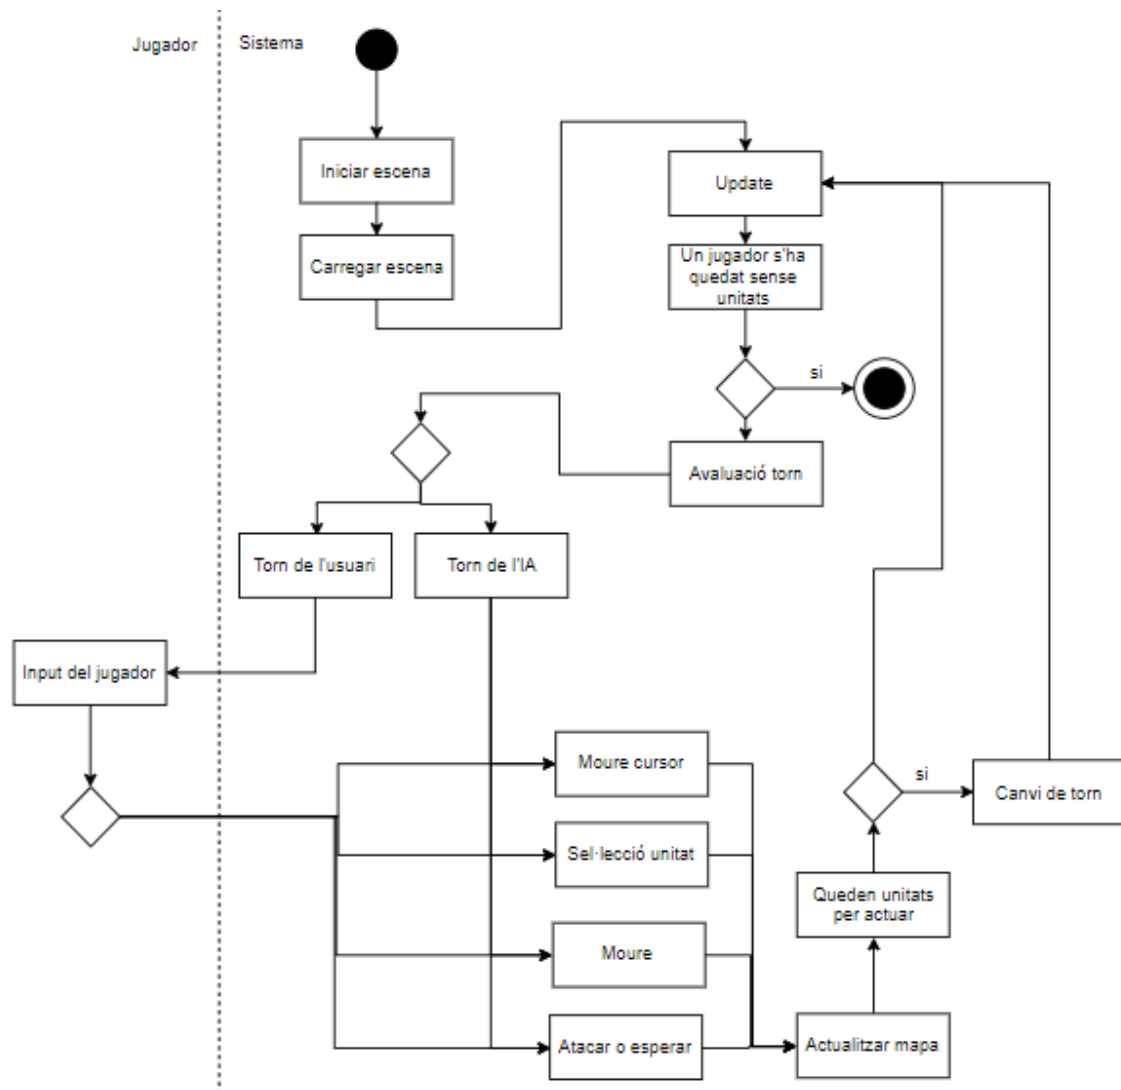 Jugador
Sistema
Iniciar escena
Carregar escena
Update
Un jugador s'ha
quedat sense
unitats
si
Avaluació torn
Torn de l'usuari
Torn de l'IA
Input del jugador
Moure cursor
Sel·lecció unitat
Moure
Atacar o esperar
si
Canvi de torn
Queden unitats
per actuar
Actualitzar mapa